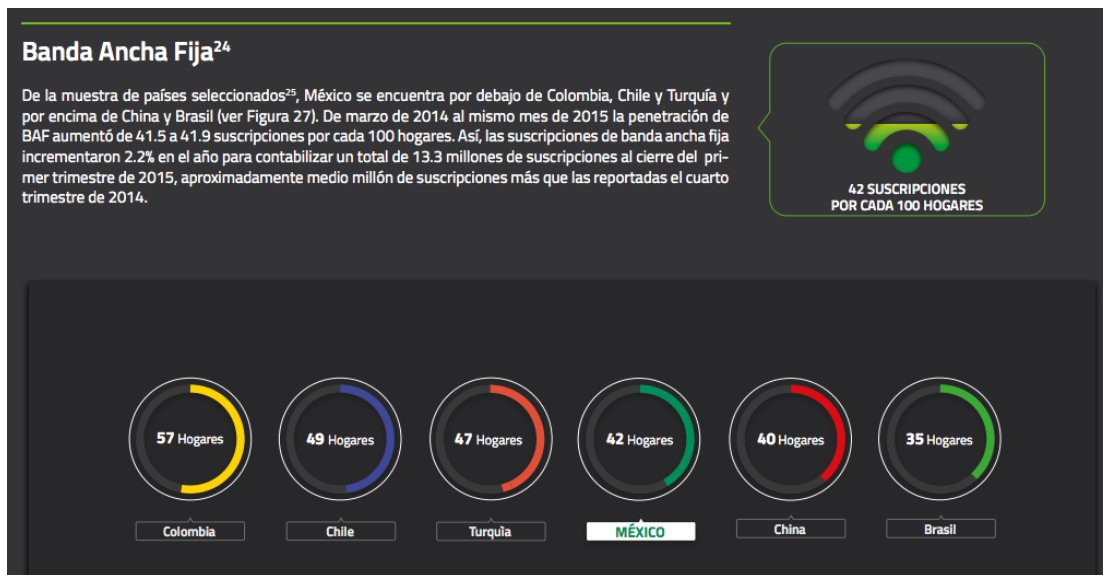 Banda Ancha Fija24
De la muestra de países seleccionados25, México se encuentra por debajo de Colombia, Chile y Turquía y
por encima de China y Brasil (ver Figura 27). De marzo de 2014 al mismo mes de 2015 la penetración de
BAF aumentó de 41.5 a 41.9 suscripciones por cada 100 hogares. Así, las suscripciones de banda ancha fija
incrementaron 2.2% en el año para contabilizar un total de 13.3 millones de suscripciones al cierre del pri-
mer trimestre de 2015, aproximadamente medio millón de suscripciones más que las reportadas el cuarto
trimestre de 2014.
42 SUSCRIPCIONES
POR CADA 100 HOGARES
57 Hogares
49 Hogares
47 Hogares
42 Hogares
40 Hogares
35 Hogares
Colombia
Chile
Turquìa
MÉXICO
China
Brasil